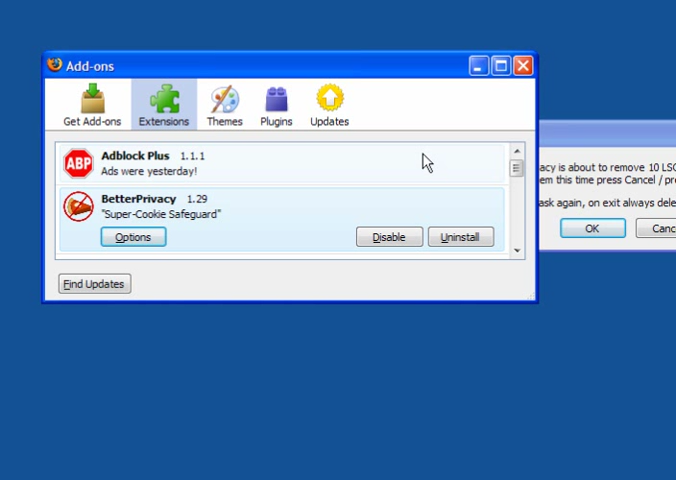 Add-ons
Get Add-ons Extensions Themes Plugins Updates
ABP
Adblock Plus 1.1.1
Ads were yesterday!
BetterPrivacy 1.29
"Super-Cookie Safeguard"
Options Disable Uninstall
Find Updates
acy is about to remove 10 LSO
em this time press Cancel / pre
ask again, on exit always dele
OK Canc